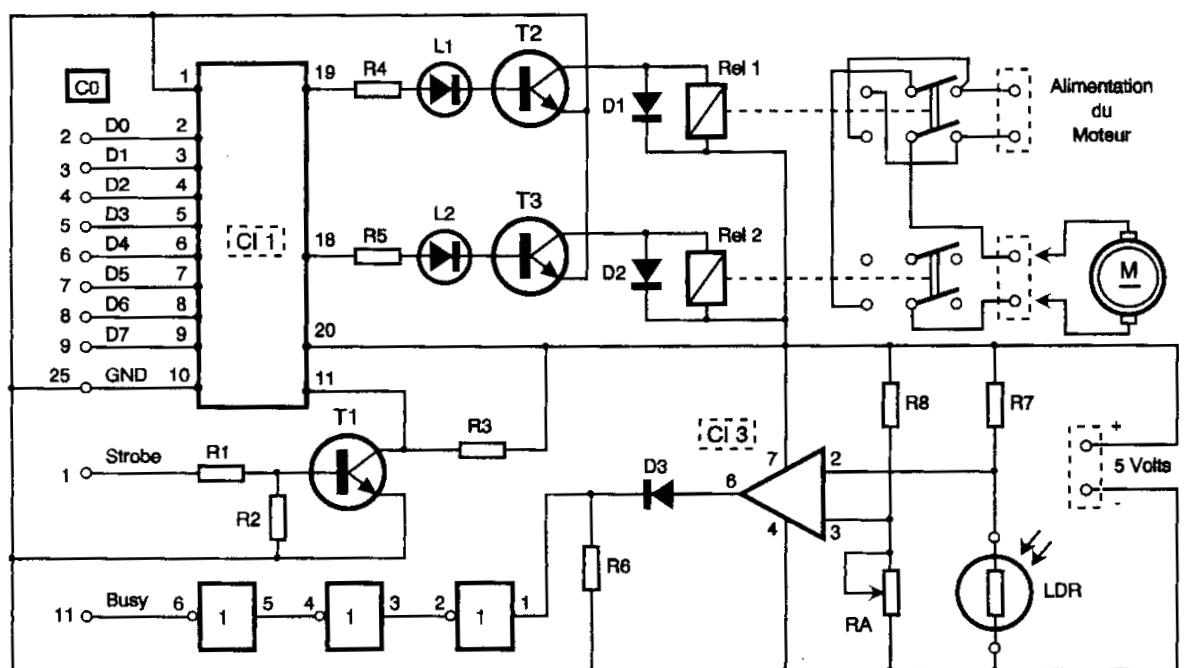 C0
1
19
R4
L1
T2
Rel 1
D1
Alimentation
du
Moteur
2
D0
2
3
D1
3
4
D2
4
5
D3
5
6
D4
6
7
D5
7
8
D6
8
9
D7
9
25
GND
10
CI 1
18
R5
L2
T3
Rel 2
D2
M
20
11
T1
R3
1
Strobe
R1
R2
CI 3
D3
6
7
4
2
3
R8
R7
+
5 Volts
-
R6
RA
LDR
11
Busy
6
1
5
4
1
3
2
1
1